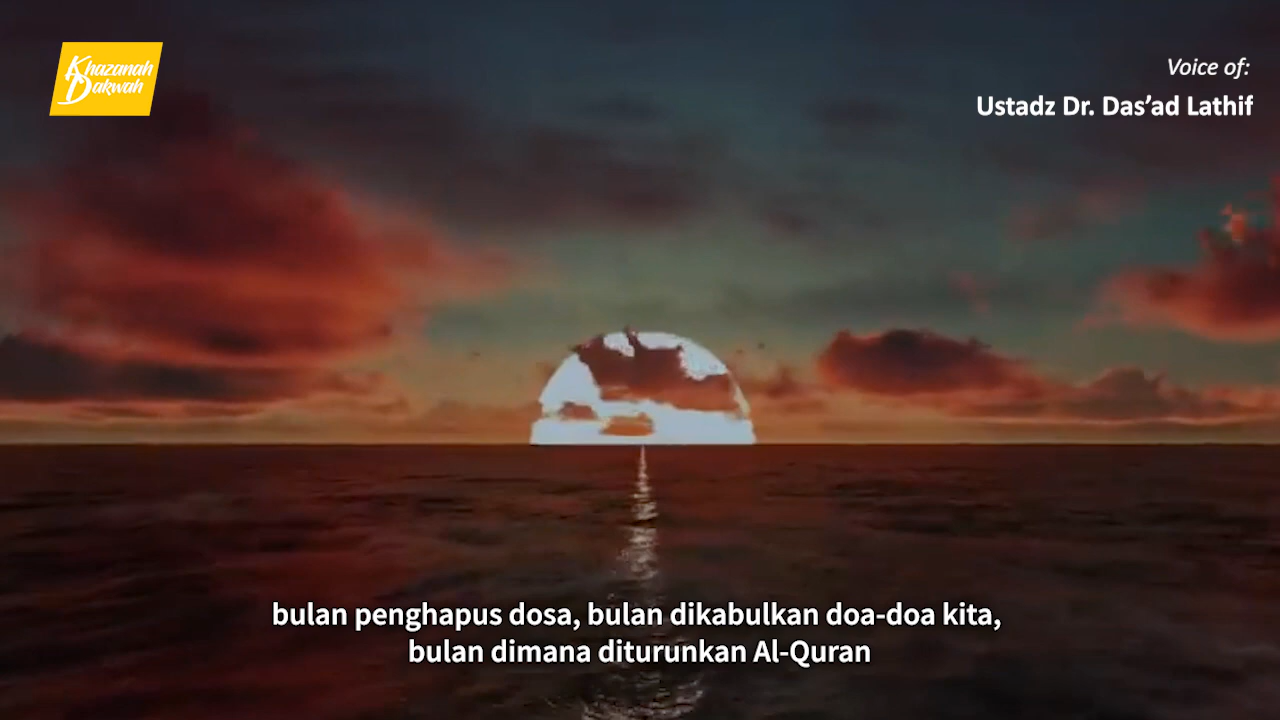 Khazanah
Dakwah
Voice of:
Ustadz Dr. Das’ad Lathif
bulan penghapus dosa, bulan dikabulkan doa-doa kita,
bulan dimana diturunkan Al-Quran